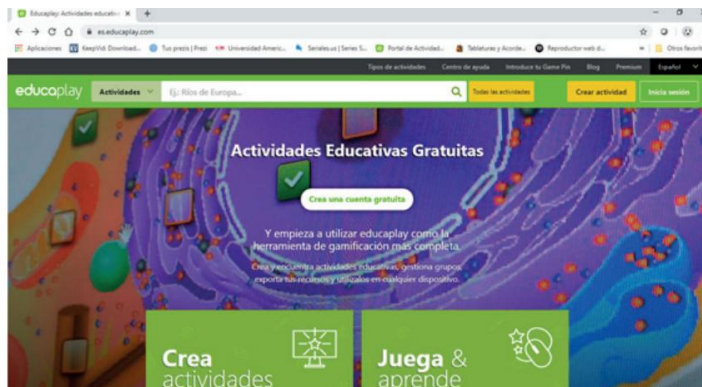 Educaplay: Actividades educativ
es.educaplay.com
Aplicaciones KeepVid Download... Tus prezis | Prezi Universidad Americ... Seriales.us | Series S... Portal de Actividad... Tablaturas y Acorde... Reproductor web d... » Otros favorit
Tipos de actividades Centro de ayuda Introduce tu Game Pin Blog Premium Español
educaplay Actividades Ej.: Ríos de Europa... Todas las actividades Crear actividad Inicia sesión
Actividades Educativas Gratuitas
Crea una cuenta gratuita
Y empieza a utilizar educaplay como la
herramienta de gamificación más completa.
Crea y encuentra actividades educativas, gestiona grupos,
exporta tus recursos y utilízalos en cualquier dispositivo.
Crea
actividades
Juega &
aprende